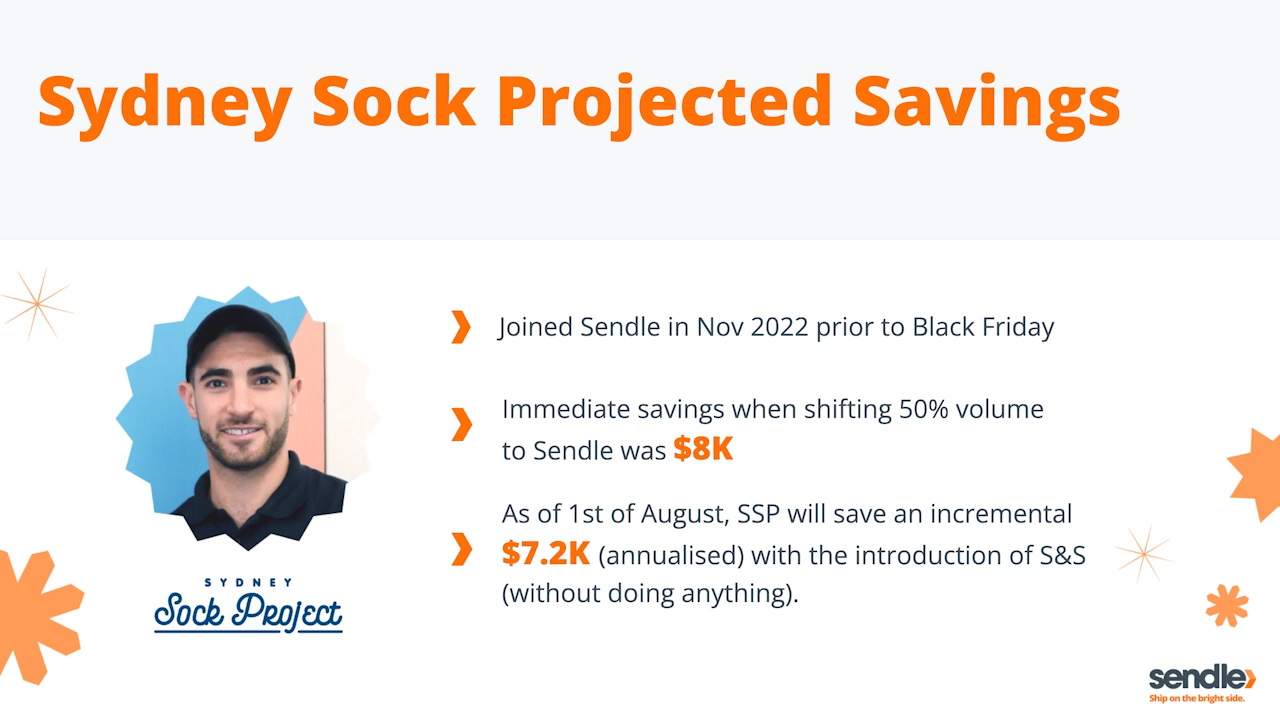 Sydney Sock Projected Savings
Joined Sendle in Nov 2022 prior to Black Friday
Immediate savings when shifting 50% volume
to Sendle was $8K
As of 1st of August, SSP will save an incremental
$7.2K (annualised) with the introduction of S&S
(without doing anything).
SYDNEY
Sock Project
sendle
Ship on the bright side.